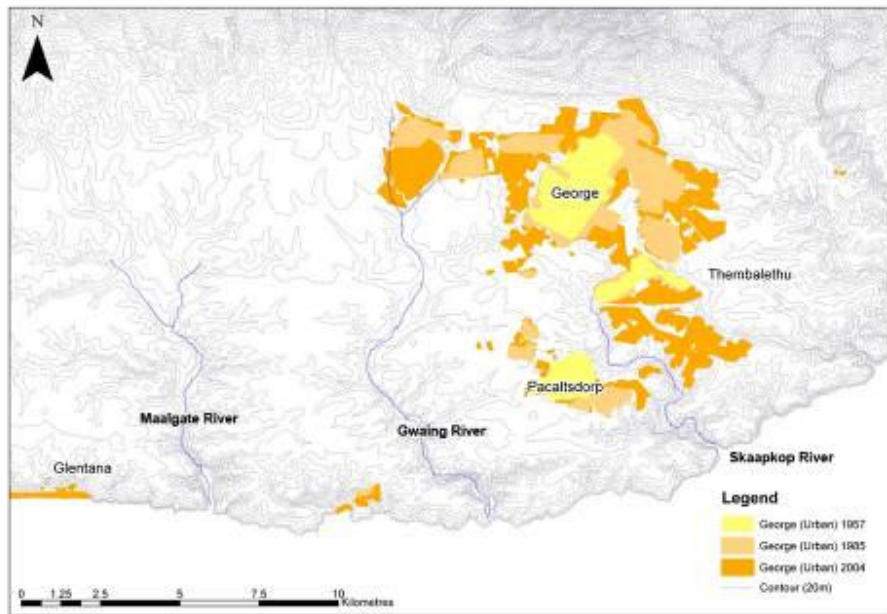 N
George
Thembalethu
Pacaltsdorp
Maalgate River
Gwaing River
Glentana
Skaapkop River
Legend
George (Urban) 1957
George (Urban) 1985
George (Urban) 2004
Contour (20m)
0 1.25 2.5 5 7.5 10
Kilometres